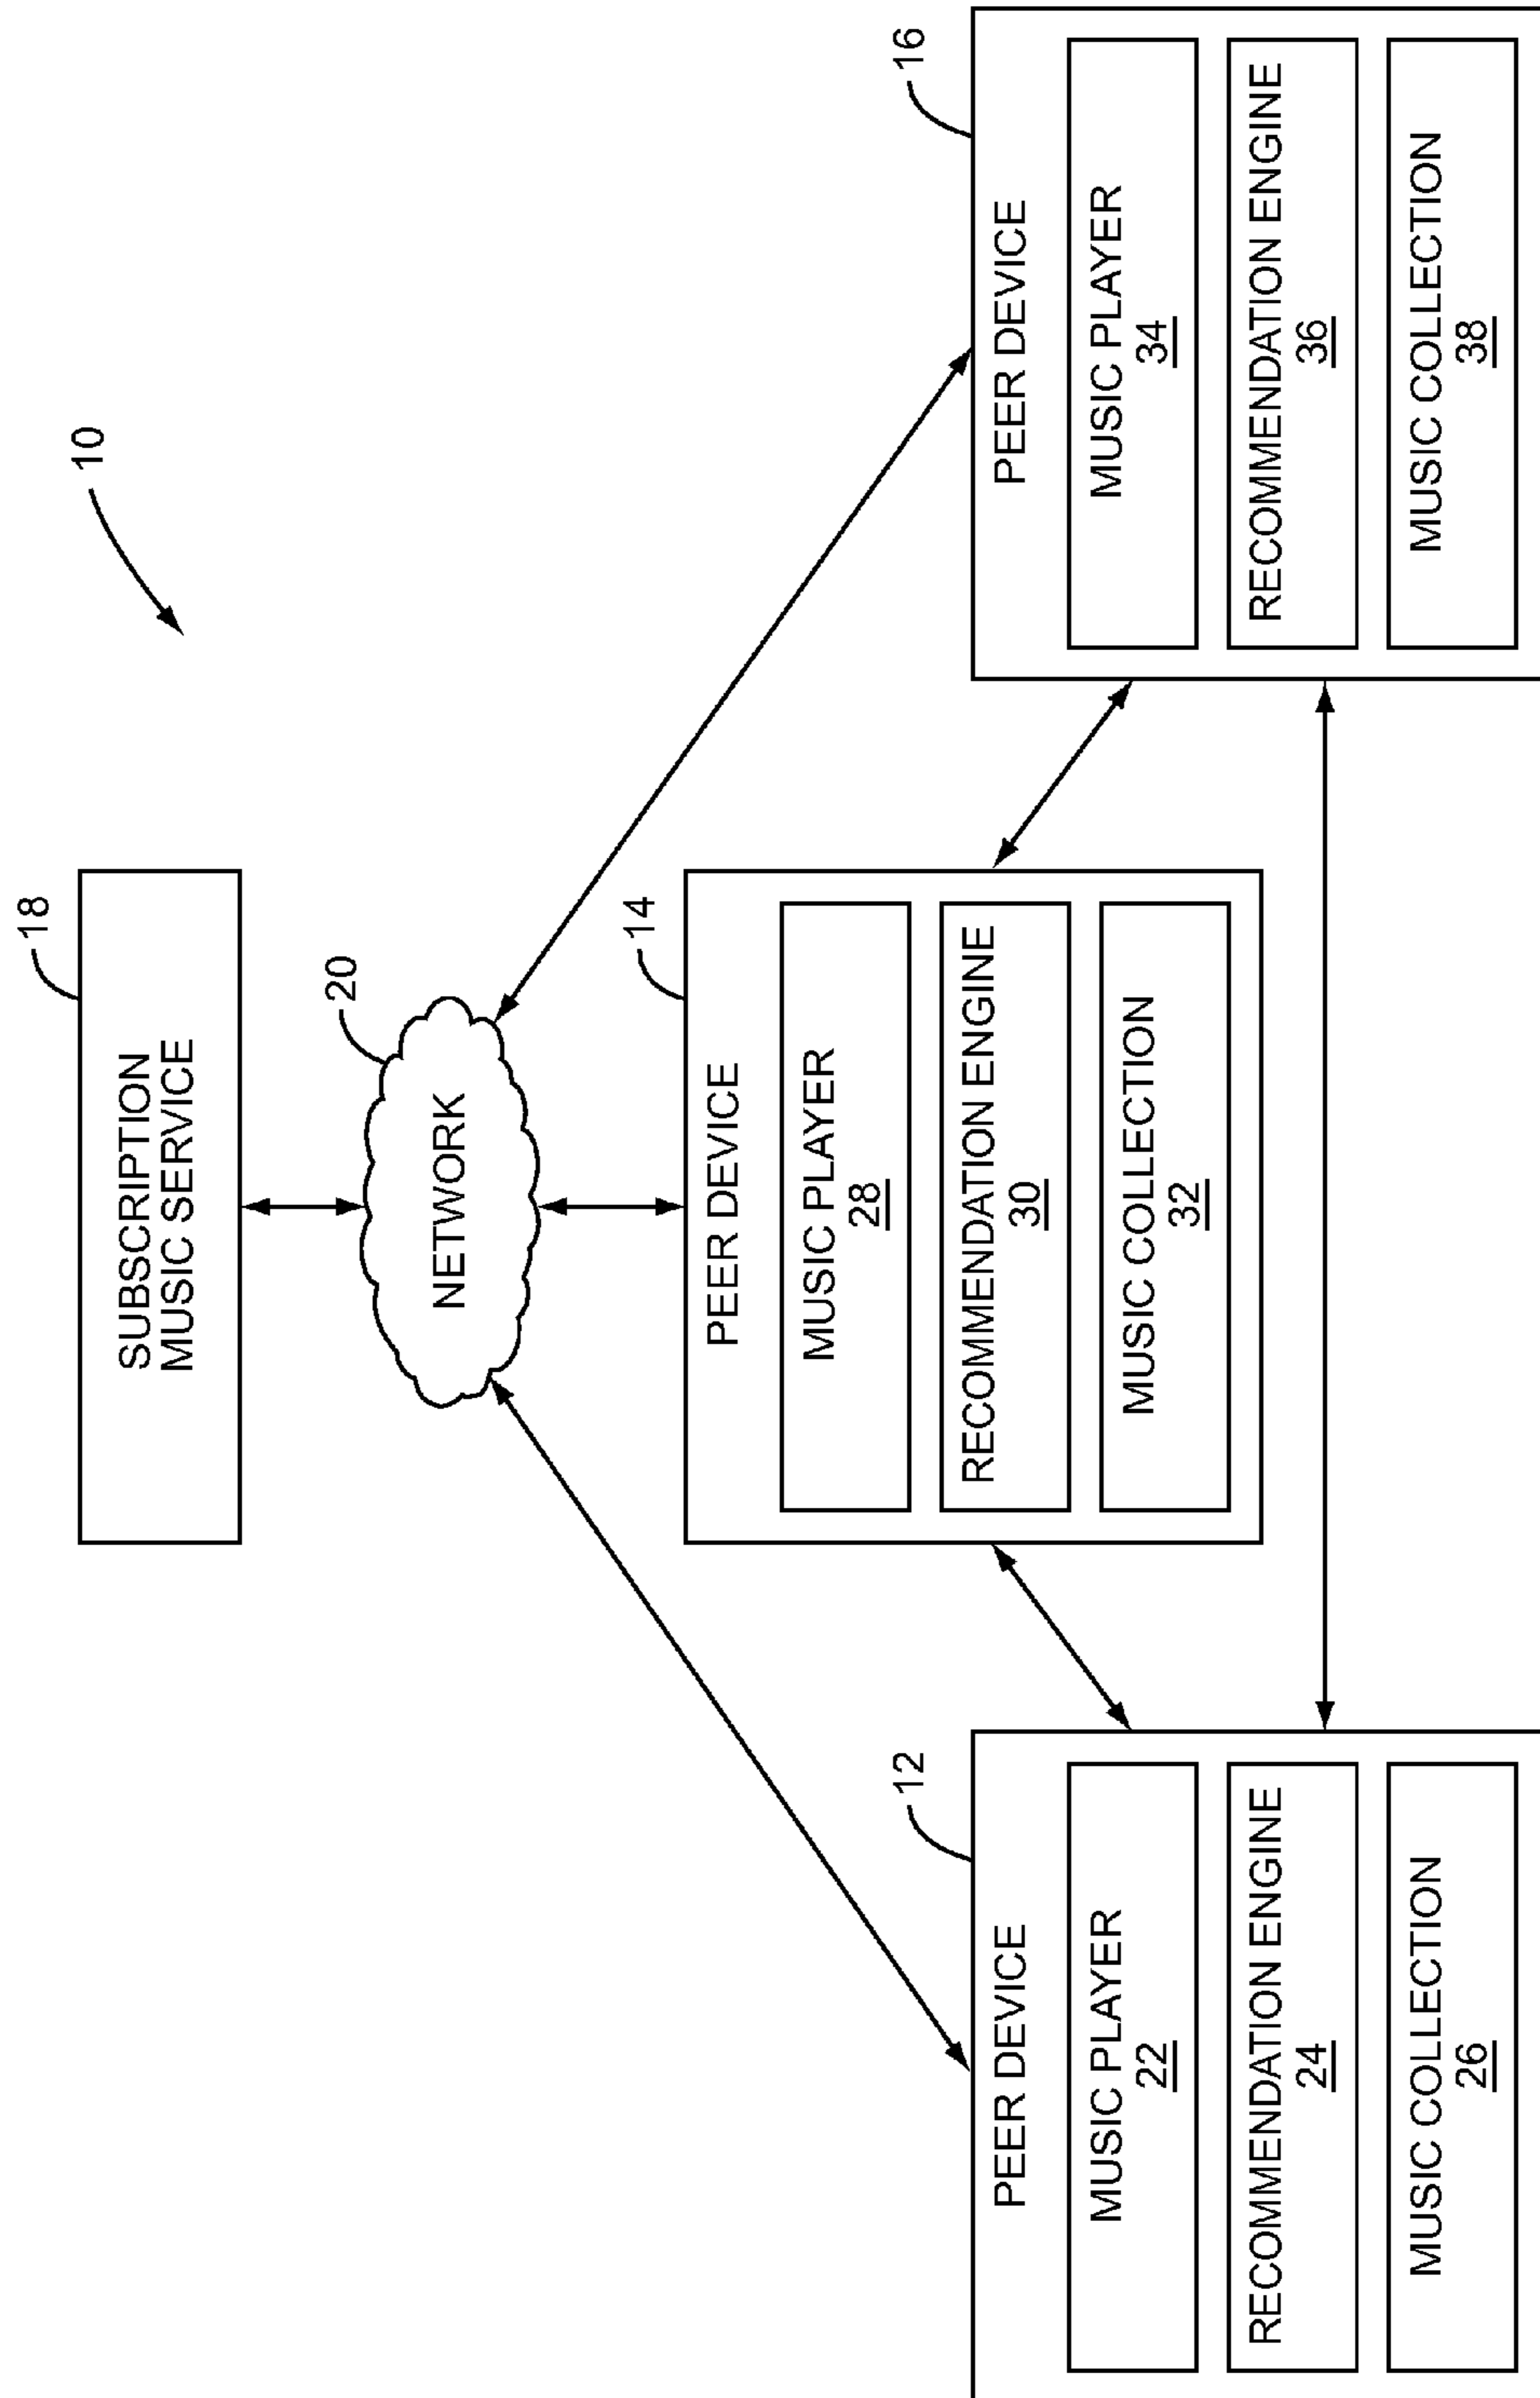 10
18
SUBSCRIPTION
MUSIC SERVICE
20
NETWORK
14
PEER DEVICE
MUSIC PLAYER
28
RECOMMENDATION ENGINE
30
MUSIC COLLECTION
32
12
PEER DEVICE
MUSIC PLAYER
22
RECOMMENDATION ENGINE
24
MUSIC COLLECTION
26
16
PEER DEVICE
MUSIC PLAYER
34
RECOMMENDATION ENGINE
36
MUSIC COLLECTION
38